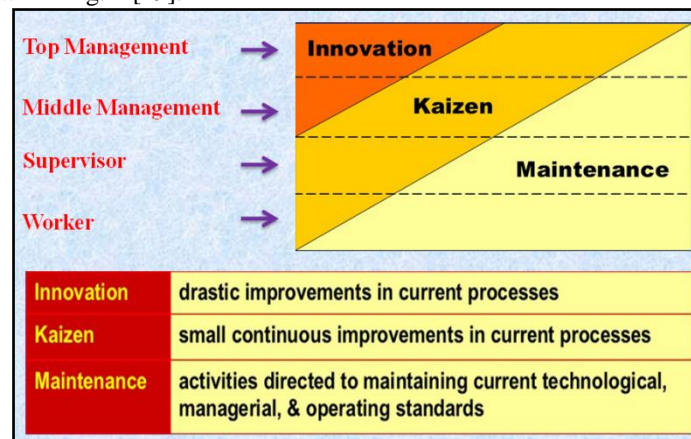 Top Management
Innovation
Middle Management
Kaizen
Supervisor
Maintenance
Worker
Innovation drastic improvements in current processes
Kaizen small continuous improvements in current processes
Maintenance activities directed to maintaining current technological,
managerial, & operating standards